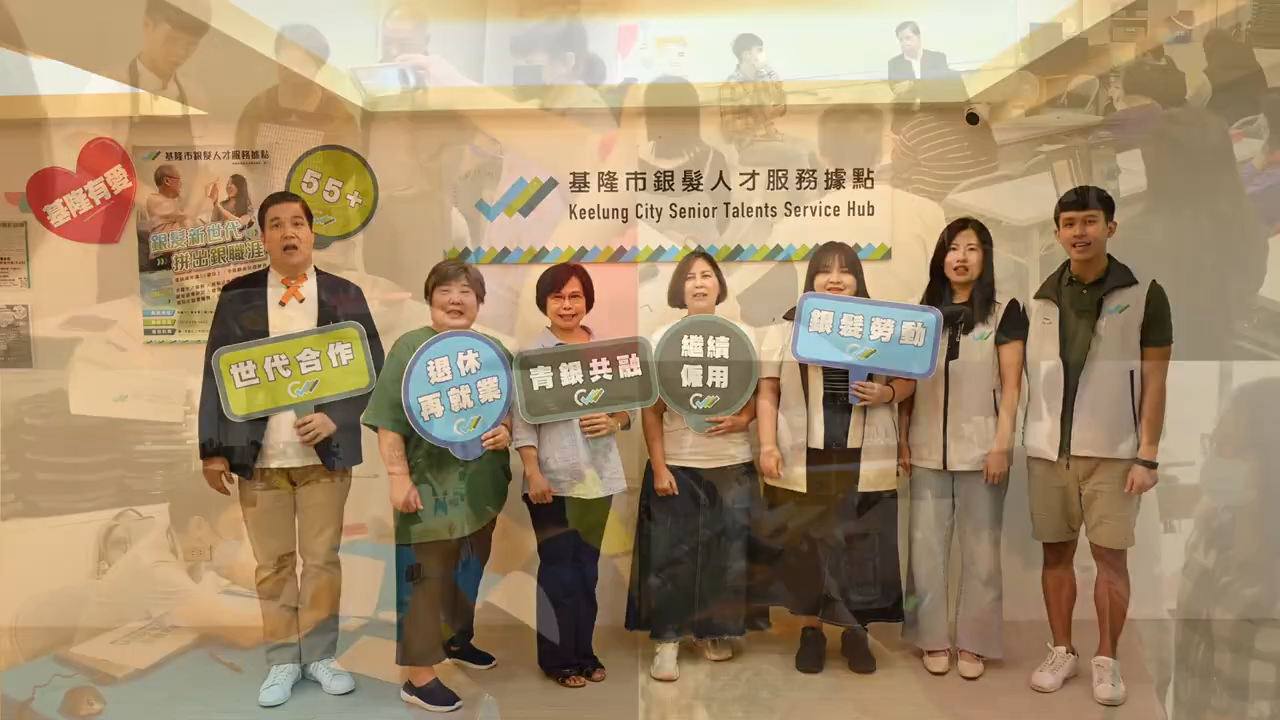 基隆市銀髮人才服務據點
Keelung City Senior Talents Service Hub
基隆有愛
基隆市銀髮人才服務據點
銀髮新世代
拼出銀職涯
55+
世代合作
退休
再就業
青銀共融
繼續
僱用
銀髮勞動